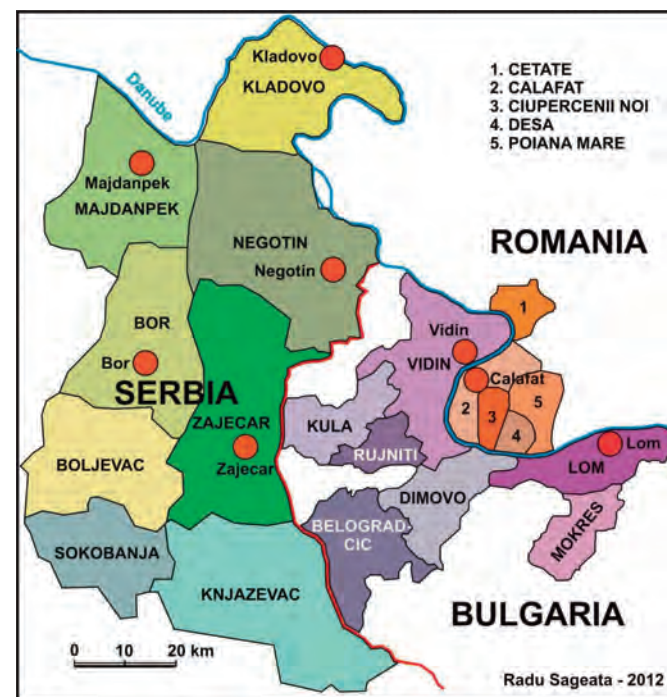 Kladovo
KLADOVO
Danube
1. CETATE
2. CALAFAT
3. CIUPERCENII NOI
4. DESA
5. POIANA MARE
Majdanpek
MAJDANPEK
NEGOTIN
Negotin
ROMANIA
1
BOR
Bor
Vidin
VIDIN
Calafat
2
3
4
5
SERBIA
ZAJECAR
Zajecar
KULA
RUJNITI
Lom
LOM
BOLJEVAC
DIMOVO
BELOGRAD-
CIC
MOKRES
SOKOBANJA
KNJAZEVAC
BULGARIA
0 10 20 km
Radu Sageata - 2012